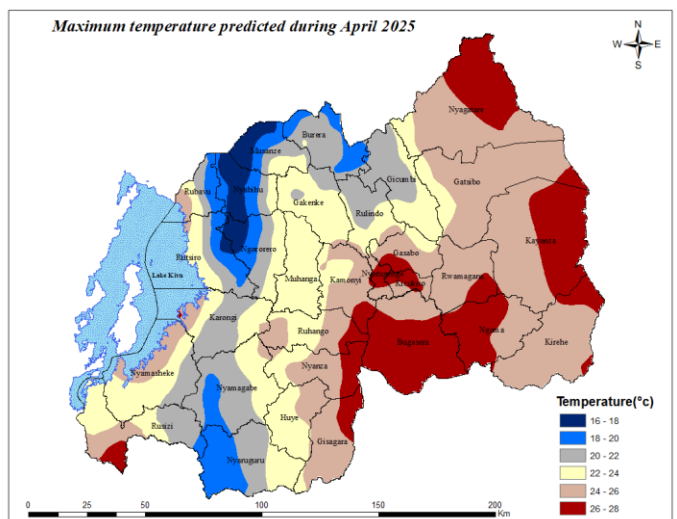 Maximum temperature predicted during April 2025
N
W E
S
Nyagatare
Burera
Musanze
Gicumbi
Gatsibo
Rubavu
Nyabihu
Gakenke
Rulindo
Kayonza
Ngororero
Gasabo
Rutsiro
Lake Kivu
Muhanga
Kamonyi
Rwamagana
Karongi
Ruhango
Bugesera
Ngoma
Kirehe
Nyamasheke
Nyanza
Nyamagabe
Huye
Rusizi
Gisagara
Nyaruguru
Temperature(°c)
16 - 18
18 - 20
20 - 22
22 - 24
24 - 26
26 - 28
0 50 100 150 200
Km